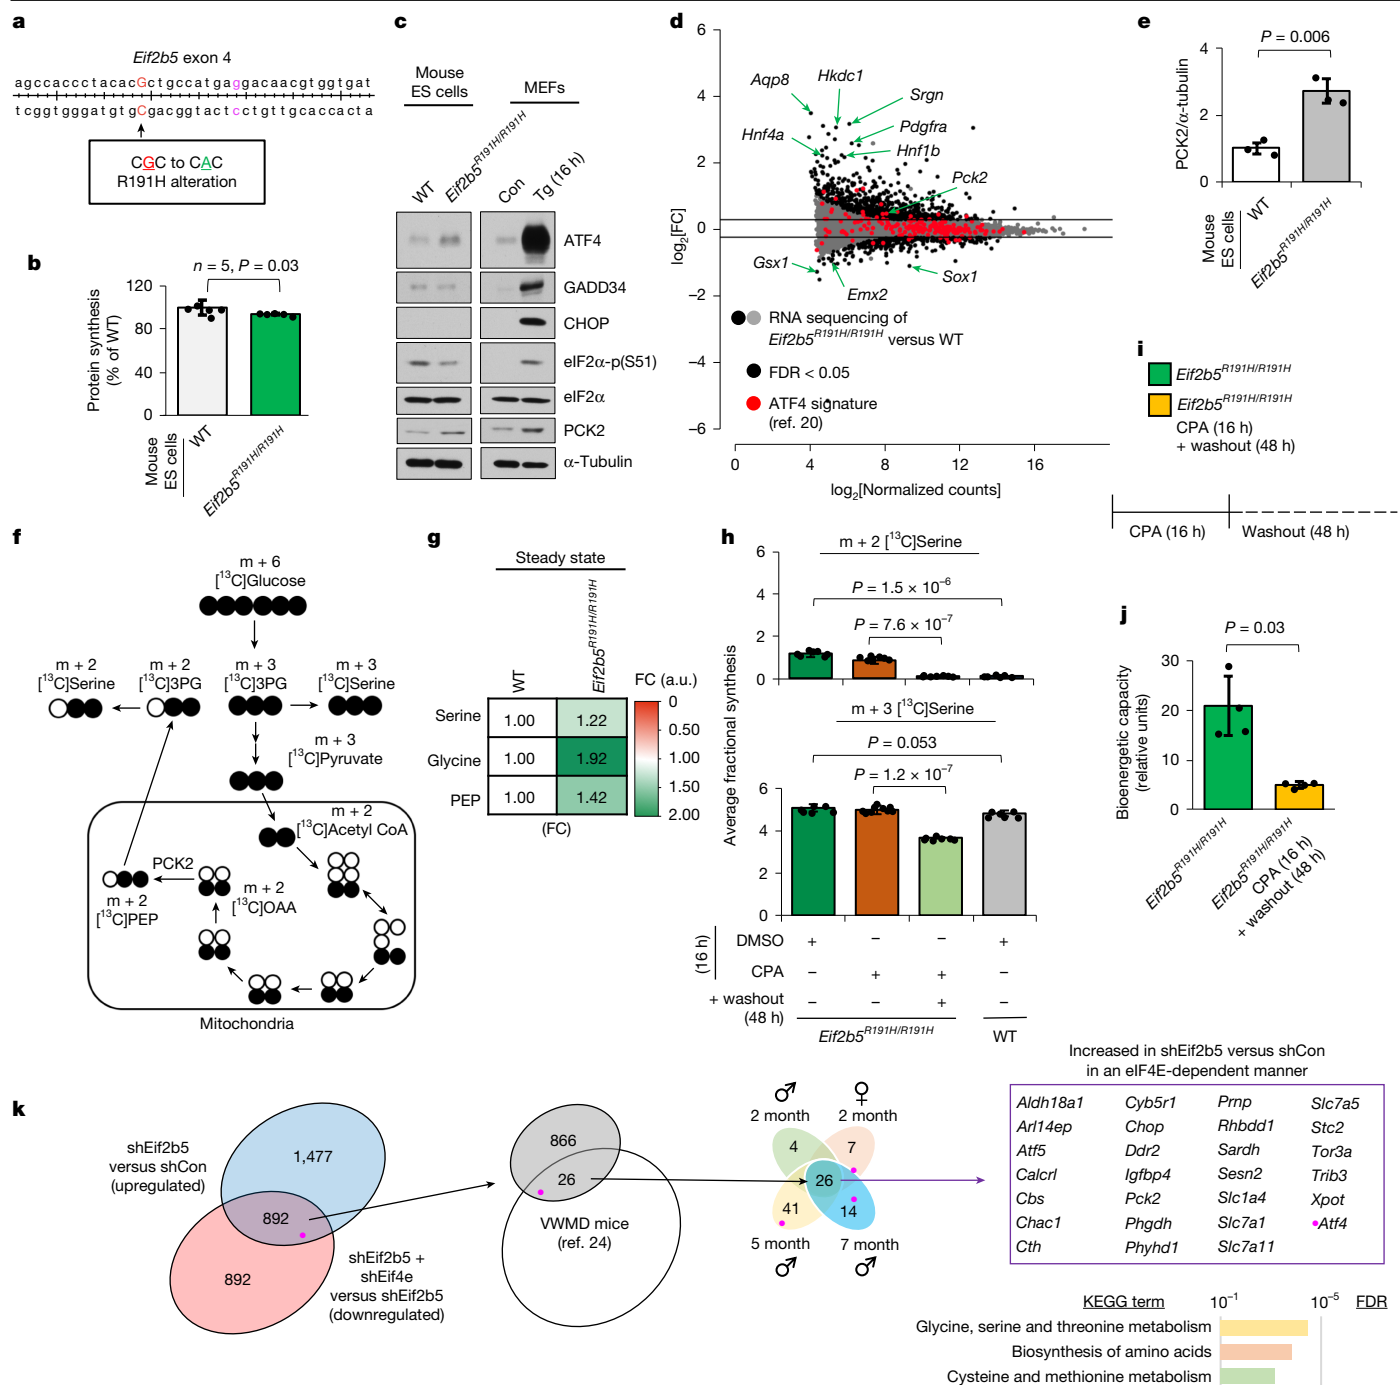 a
Eif2b5 exon 4
agccaccctacacGctgccatgaggacaacgtggtgat
tcggtgggatgtgCgacggtactcctgttgcaccacta
CGC to CAC
R191H alteration
b
n = 5, P = 0.03
Protein synthesis
(% of WT)
120
80
40
0
Mouse
ES cells
WT
Eif2b5R191H/R191H
c
Mouse
ES cells
MEFs
WT
Eif2b5R191H/R191H
Con
Tg (16 h)
ATF4
GADD34
CHOP
eIF2α-p(S51)
eIF2α
PCK2
α-Tubulin
d
log2[FC]
6
4
2
0
−2
−4
−6
Aqp8
Hkdc1
Srgn
Hnf4a
Pdgfra
Hnf1b
Pck2
Gsx1
Emx2
Sox1
RNA sequencing of
Eif2b5R191H/R191H versus WT
FDR < 0.05
ATF4 signature
(ref. 20)
0
4
8
12
16
log2[Normalized counts]
e
P = 0.006
PCK2/α-tubulin
4
2
0
Mouse
ES cells
WT
Eif2b5R191H/R191H
i
Eif2b5R191H/R191H
Eif2b5R191H/R191H
CPA (16 h)
+ washout (48 h)
CPA (16 h)
Washout (48 h)
f
m + 6
[13C]Glucose
m + 2
[13C]Serine
m + 2
[13C]3PG
m + 3
[13C]3PG
m + 3
[13C]Serine
m + 3
[13C]Pyruvate
m + 2
[13C]Acetyl CoA
PCK2
m + 2
[13C]PEP
m + 2
[13C]OAA
Mitochondria
g
Steady state
WT
Eif2b5R191H/R191H
Serine
1.00
1.22
Glycine
1.00
1.92
PEP
1.00
1.42
(FC)
FC (a.u.)
0
0.50
1.00
1.50
2.00
h
m + 2 [13C]Serine
P = 1.5 × 10−6
P = 7.6 × 10−7
6
4
2
0
Average fractional synthesis
m + 3 [13C]Serine
P = 0.053
P = 1.2 × 10−7
6
4
2
0
(16 h)
DMSO + − − +
CPA − + + −
+ washout
(48 h) − − + −
Eif2b5R191H/R191H
WT
j
P = 0.03
Bioenergetic capacity
(relative units)
30
20
10
0
Eif2b5R191H/R191H
Eif2b5R191H/R191H
CPA (16 h)
+ washout (48 h)
k
shEif2b5
versus shCon
(upregulated)
1,477
892
892
shEif2b5 +
shEif4e
versus shEif2b5
(downregulated)
866
26
VWMD mice
(ref. 24)
♂
2 month
♀
2 month
4
7
26
41
14
5 month
♂
7 month
♂
Increased in shEif2b5 versus shCon
in an eIF4E-dependent manner
Aldh18a1 Cyb5r1 Prnp Slc7a5
Arl14ep Chop Rhbdd1 Stc2
Atf5 Ddr2 Sardh Tor3a
Calcrl Igfbp4 Sesn2 Trib3
Cbs Pck2 Slc1a4 Xpot
Chac1 Phgdh Slc7a1 Atf4
Cth Phyhd1 Slc7a11
KEGG term
10−1
10−5
FDR
Glycine, serine and threonine metabolism
Biosynthesis of amino acids
Cysteine and methionine metabolism